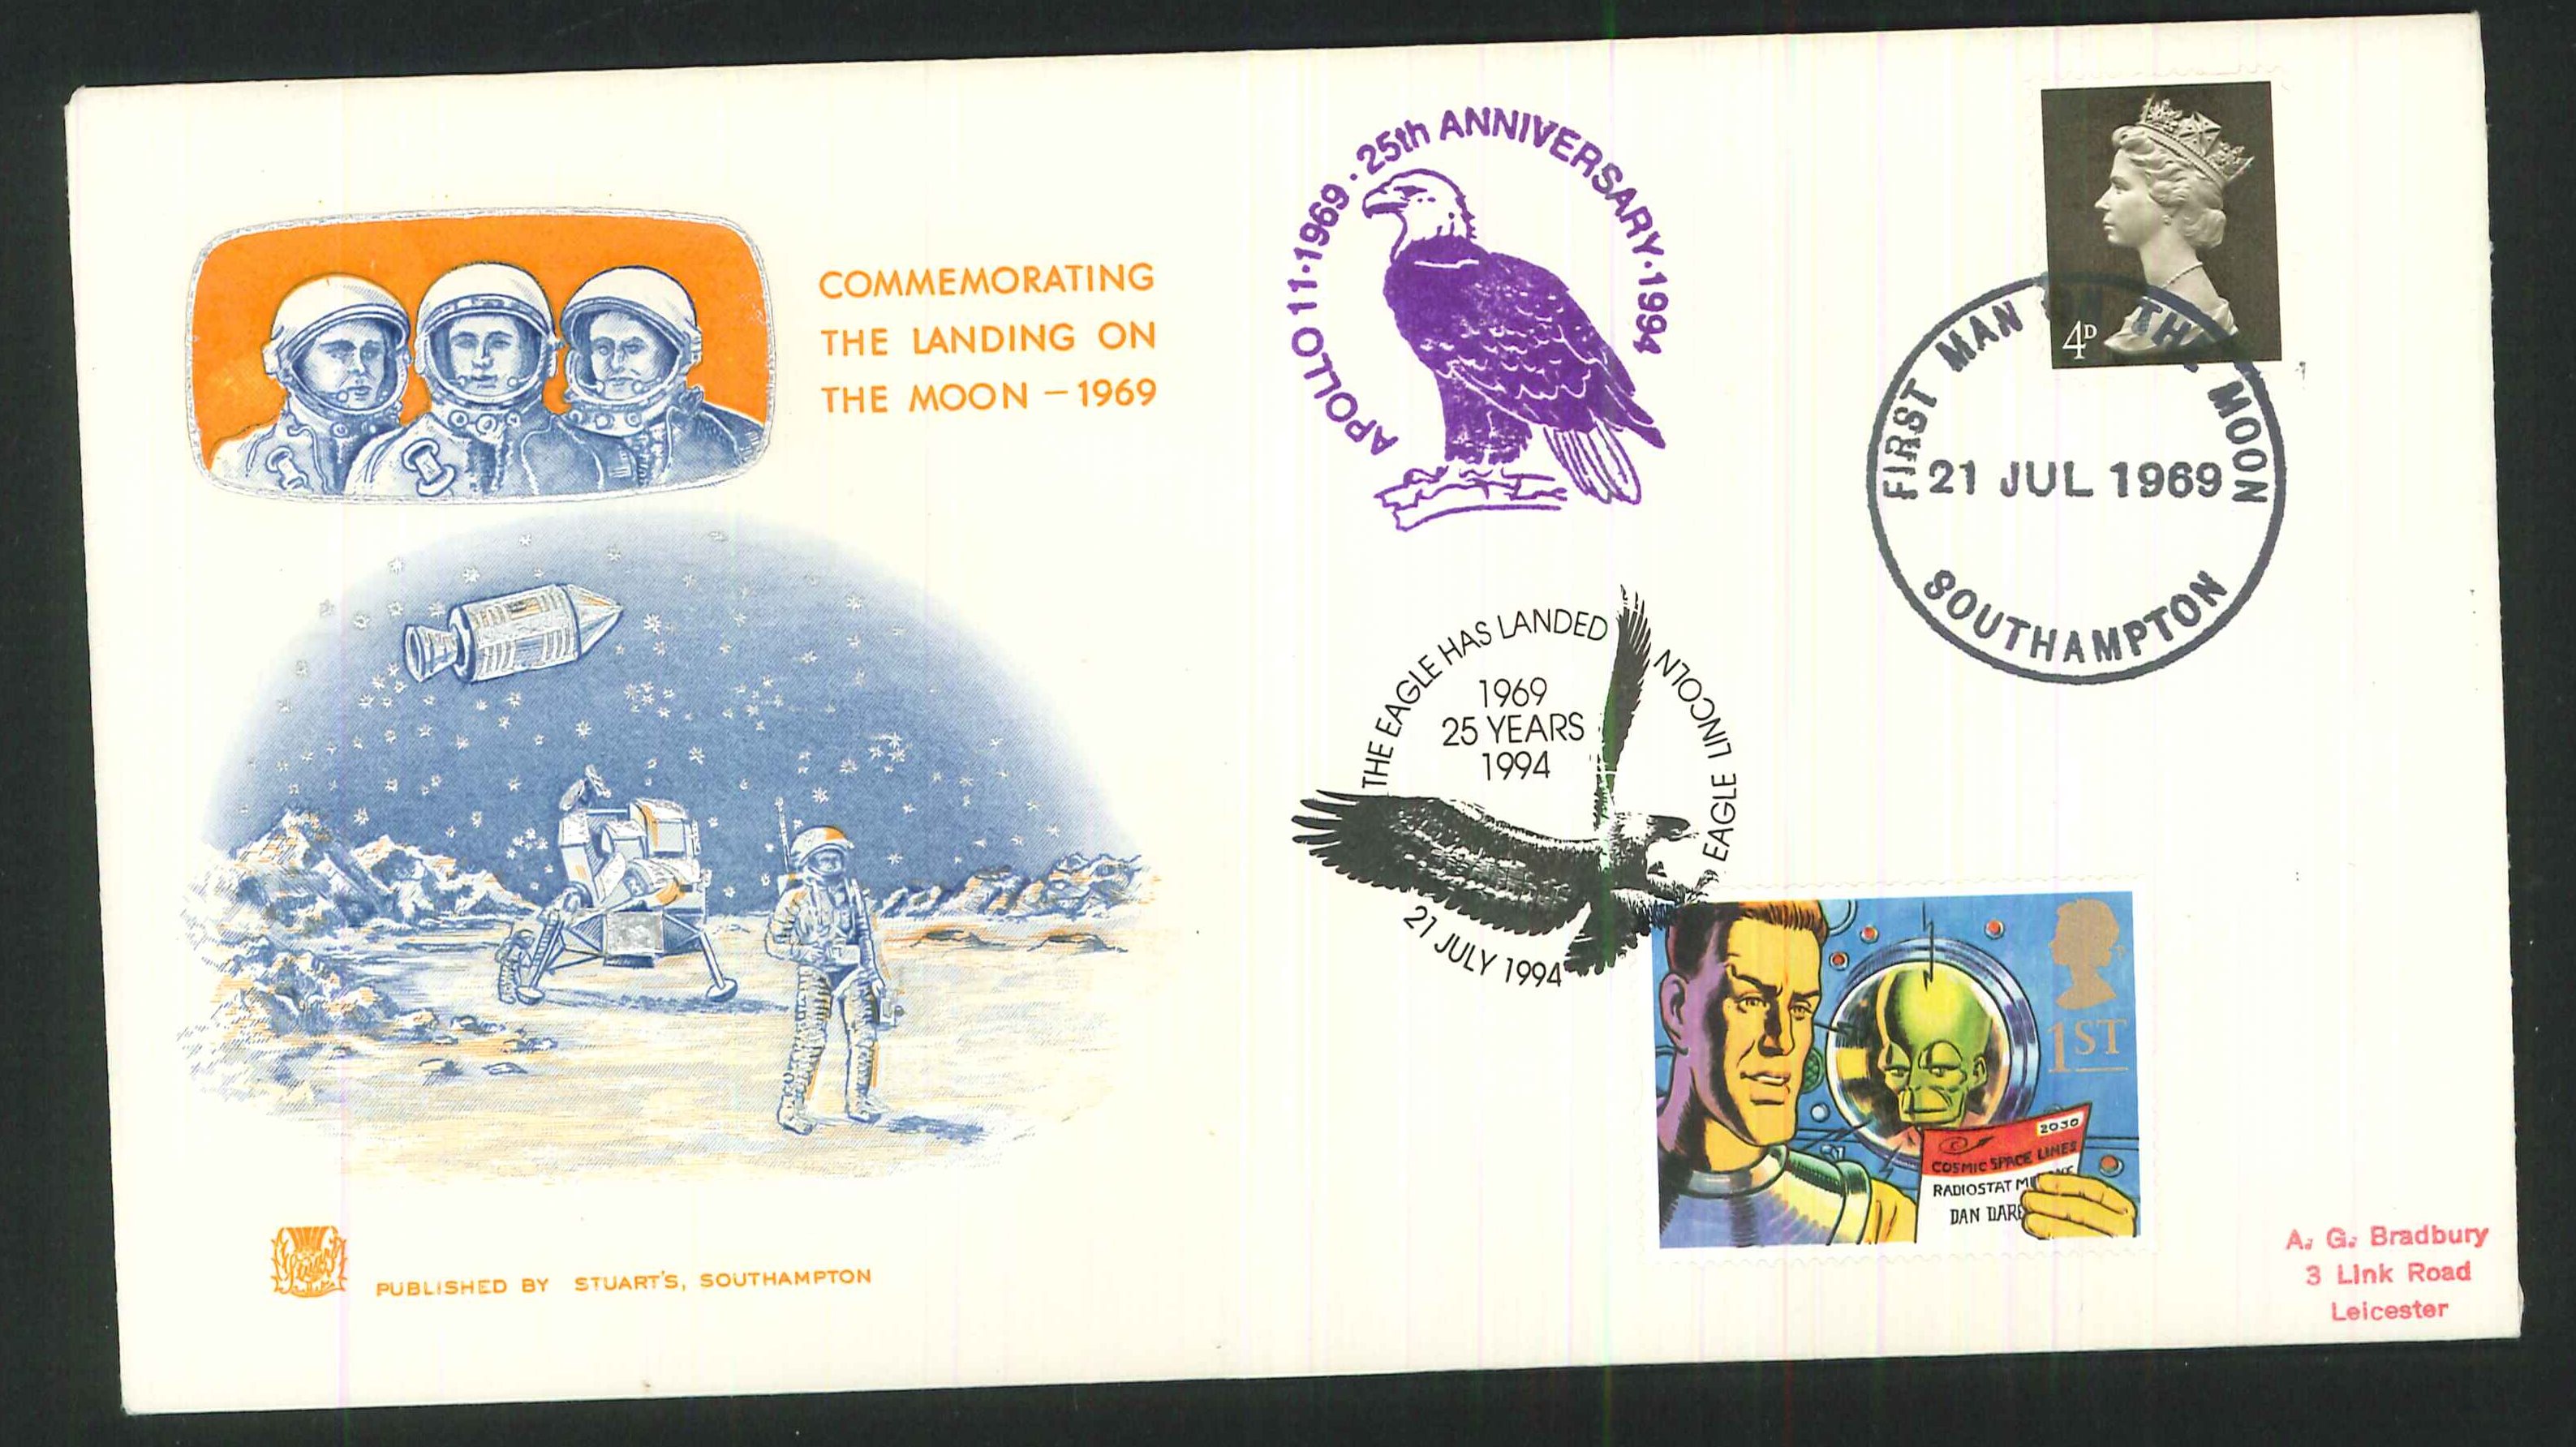 COMMEMORATING
THE LANDING ON
THE MOON – 1969
APOLLO 11 · 1969 · 25th ANNIVERSARY · 1994
4D
FIRST MAN ON THE MOON
21 JUL 1969
SOUTHAMPTON
THE EAGLE HAS LANDED
EAGLE LINCOLN
1969
25 YEARS
1994
21 JULY 1994
1ST
2030
COSMIC SPACE LINES
RADIOSTAT
DAN DARE
PUBLISHED BY STUART'S, SOUTHAMPTON
A. G. Bradbury
3 Link Road
Leicester